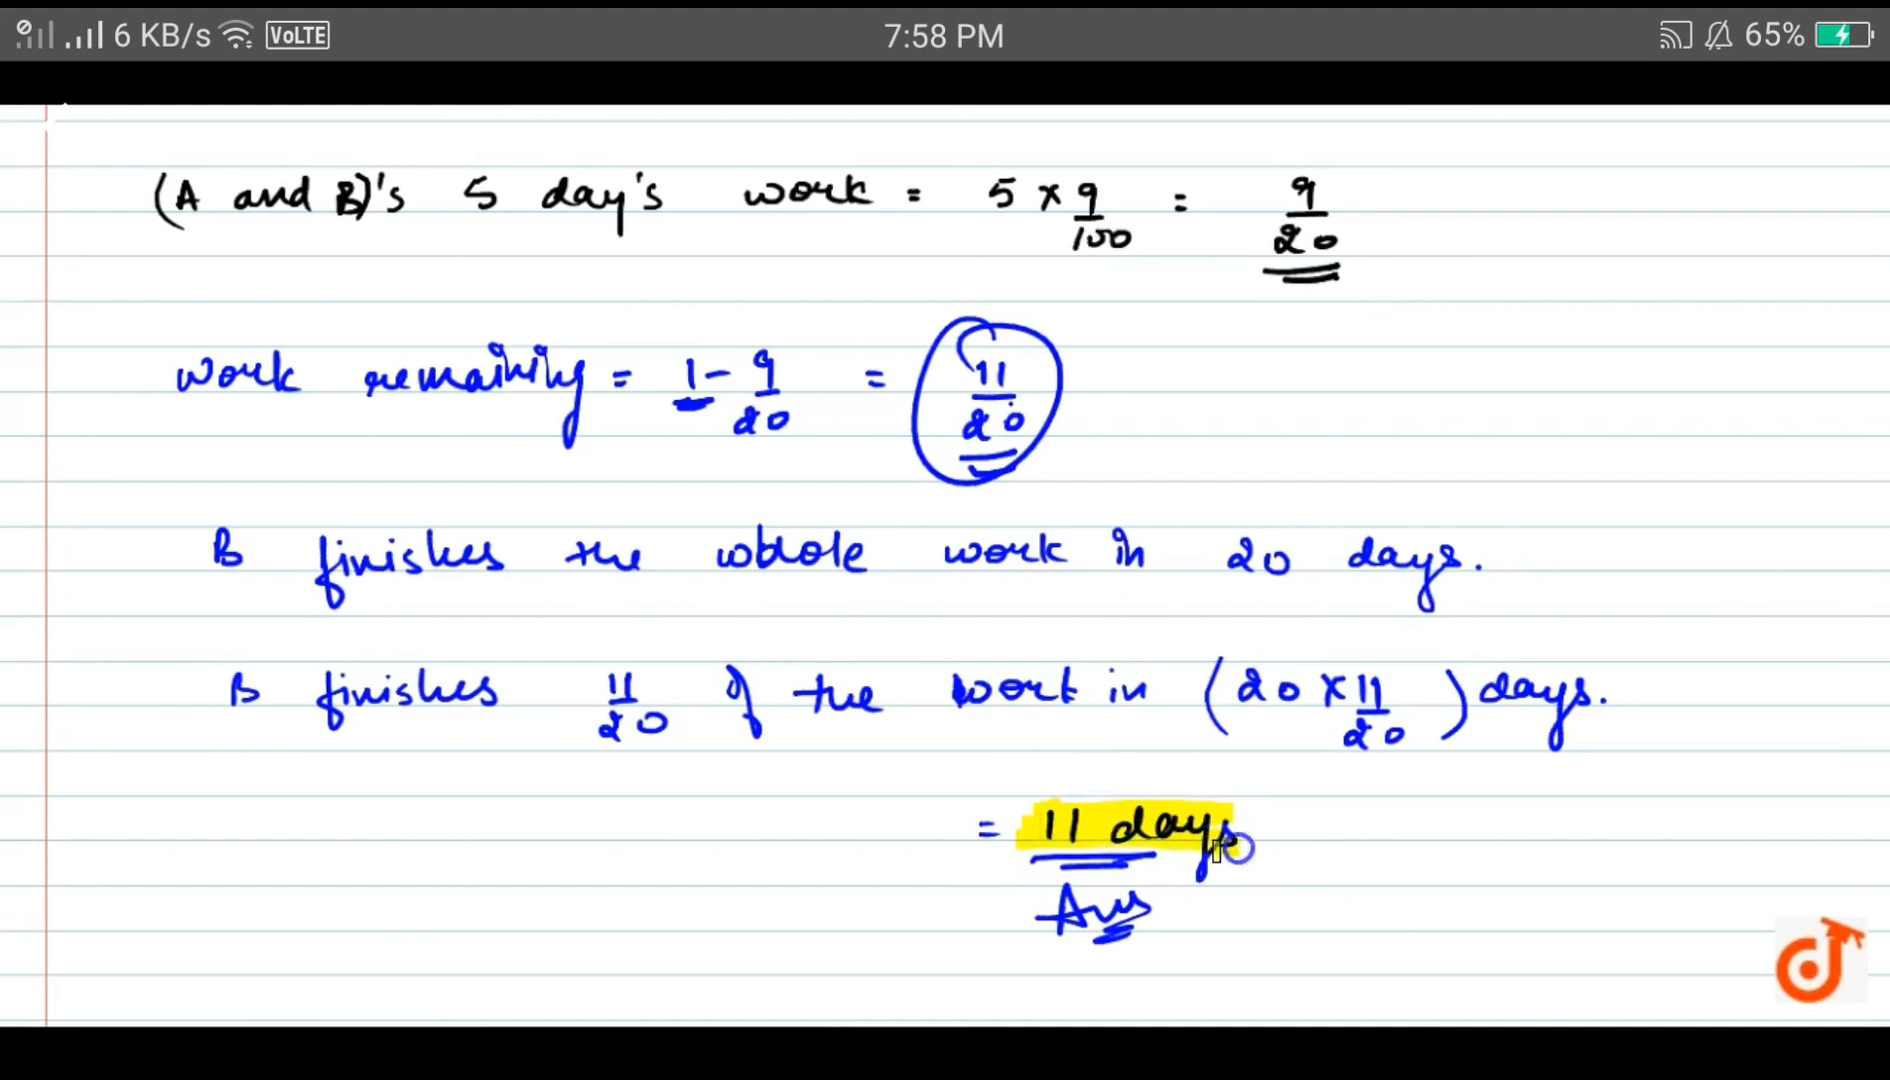 6 KB/s VoLTE 7:58 PM 65%
(A and B)'s 5 day's work = 5 × 9/100 = 9/20
Work remaining = 1 - 9/20 = 11/20
B finishes the whole work in 20 days.
B finishes 11/20 of the work in (20 × 11/20) days.
= 11 days
Ans